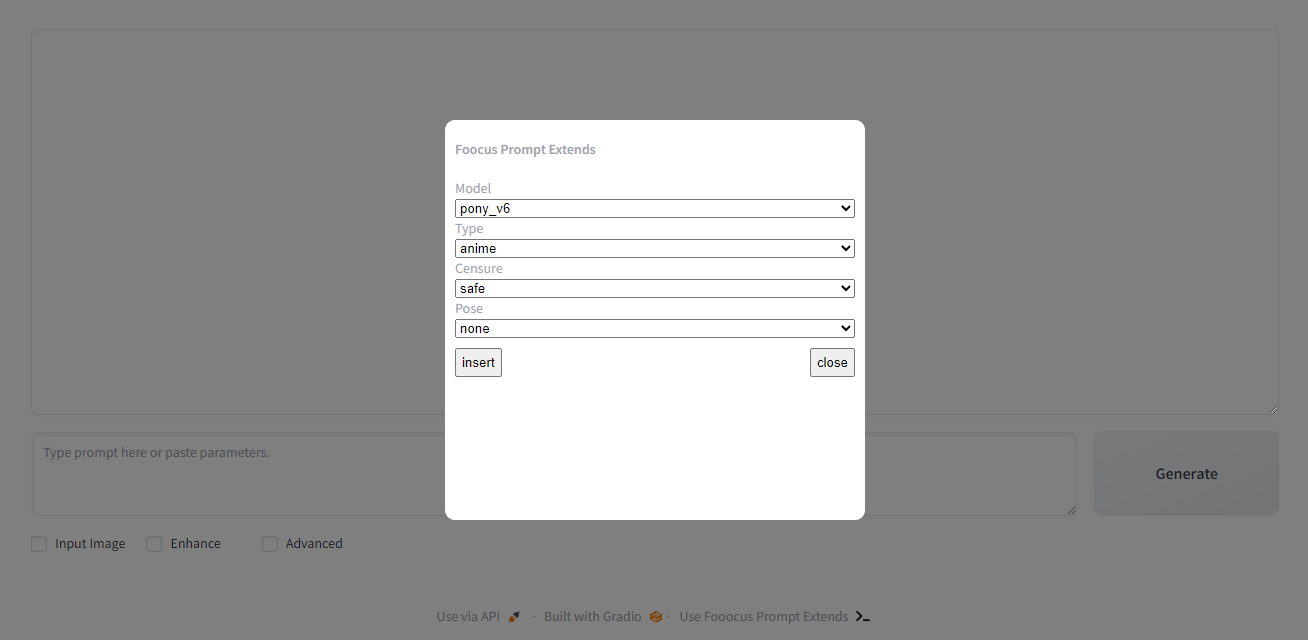 Foocus Prompt Extends
Model
pony_v6
Type
anime
Censure
safe
Pose
none
insert close
Type prompt here or paste parameters.
Generate
Input Image Enhance Advanced
Use via API · Built with Gradio · Use Fooocus Prompt Extends